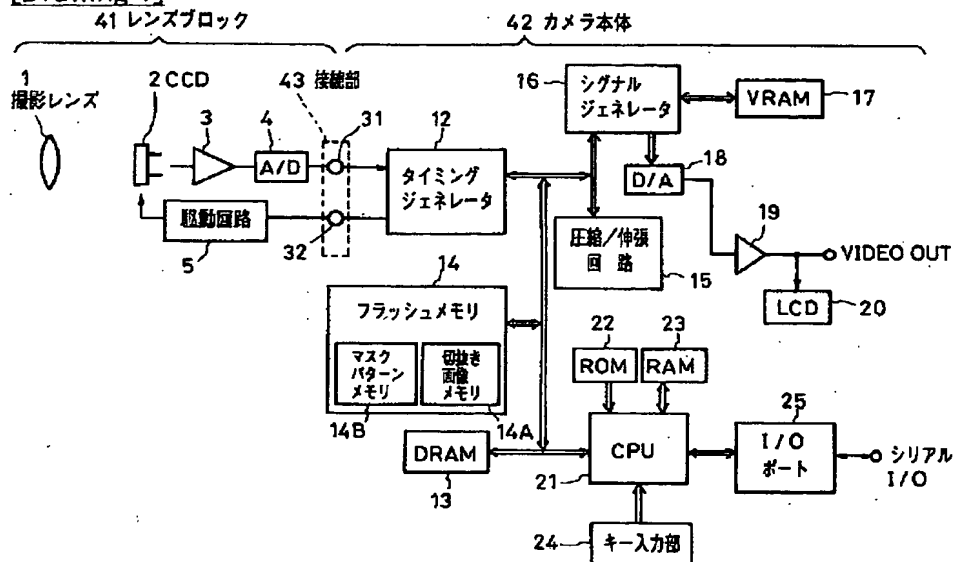 41 レンズブロック
42 カメラ本体
1
撮影レンズ
2 CCD
3
4
A/D
43 接続部
31
12
タイミング
ジェネレータ
16
シグナル
ジェネレータ
VRAM
17
D/A
18
駆動回路
5
32
圧縮/伸張
回路
15
19
VIDEO OUT
LCD
20
14
フラッシュメモリ
マスク
パターン
メモリ
切抜き
画像
メモリ
14B
14A
22
23
ROM
RAM
DRAM
13
CPU
21
25
I/O
ポート
シリアル
I/O
24
キー入力部